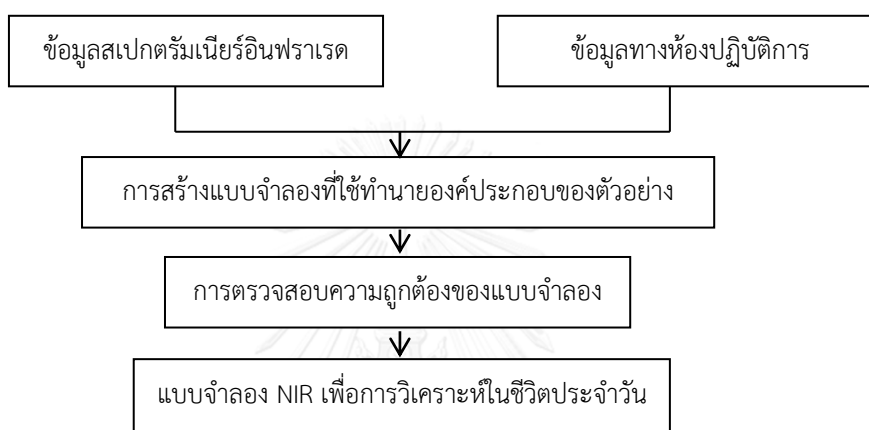 ข้อมูลสเปกตรัมเนียร์อินฟราเรด
ข้อมูลทางห้องปฏิบัติการ
การสร้างแบบจำลองที่ใช้ทำนายองค์ประกอบของตัวอย่าง
การตรวจสอบความถูกต้องของแบบจำลอง
แบบจำลอง NIR เพื่อการวิเคราะห์ในชีวิตประจำวัน